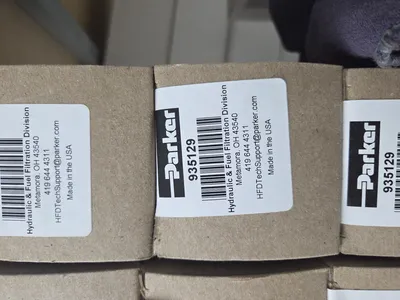 Hydraulic & Fuel Filtration Division
Metamora, OH 43540
419 644 4311
HFDTechSupport@parker.com
Made in the USA
Parker
935129
Hydraulic & Fuel Filtration Division
Metamora, OH 43540
419 644 4311
HFDTechSupport@parker.com
Made in the USA
Parker
935129